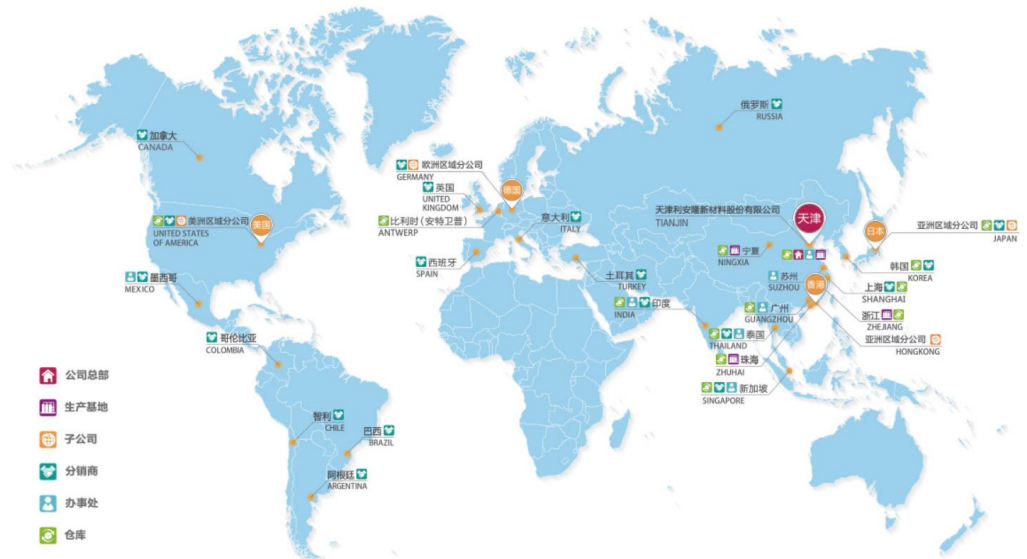 俄罗斯
RUSSIA
加拿大
CANADA
欧洲区域分公司
GERMANY
德国
英国
UNITED
KINGDOM
比利时(安特卫普)
ANTWERP
意大利
ITALY
西班牙
SPAIN
土耳其
TURKEY
美洲区域分公司
UNITED STATES
OF AMERICA
美国
墨西哥
MEXICO
哥伦比亚
COLOMBIA
智利
CHILE
巴西
BRAZIL
阿根廷
ARGENTINA
天津利安隆新材料股份有限公司
TIANJIN
天津
宁夏
NINGXIA
日本
亚洲区域分公司
JAPAN
韩国
KOREA
苏州
SUZHOU
香港
上海
SHANGHAI
印度
INDIA
广州
GUANGZHOU
浙江
ZHEJIANG
泰国
THAILAND
亚洲区域分公司
HONGKONG
珠海
ZHUHAI
新加坡
SINGAPORE
公司总部
生产基地
子公司
分销商
办事处
仓库